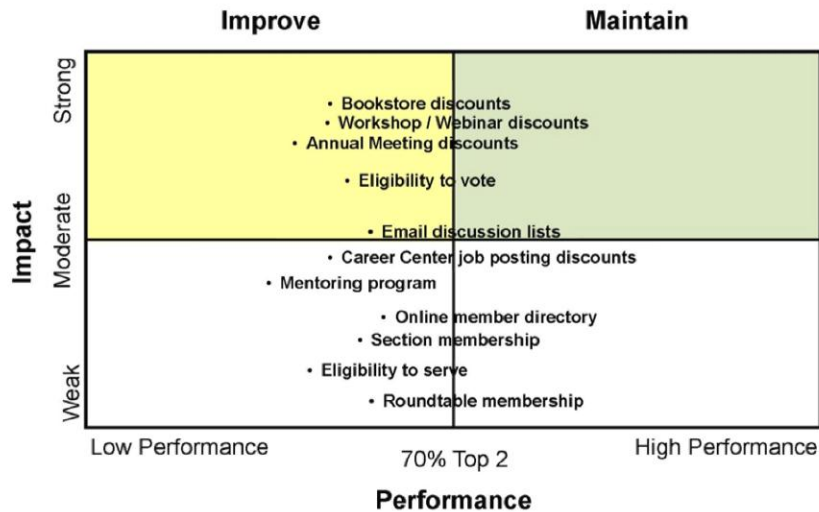 Improve
Maintain
Strong
Moderate
Weak
Impact
• Bookstore discounts
• Workshop / Webinar discounts
• Annual Meeting discounts
• Eligibility to vote
• Email discussion lists
• Career Center job posting discounts
• Mentoring program
• Online member directory
• Section membership
• Eligibility to serve
• Roundtable membership
Low Performance
70% Top 2
High Performance
Performance